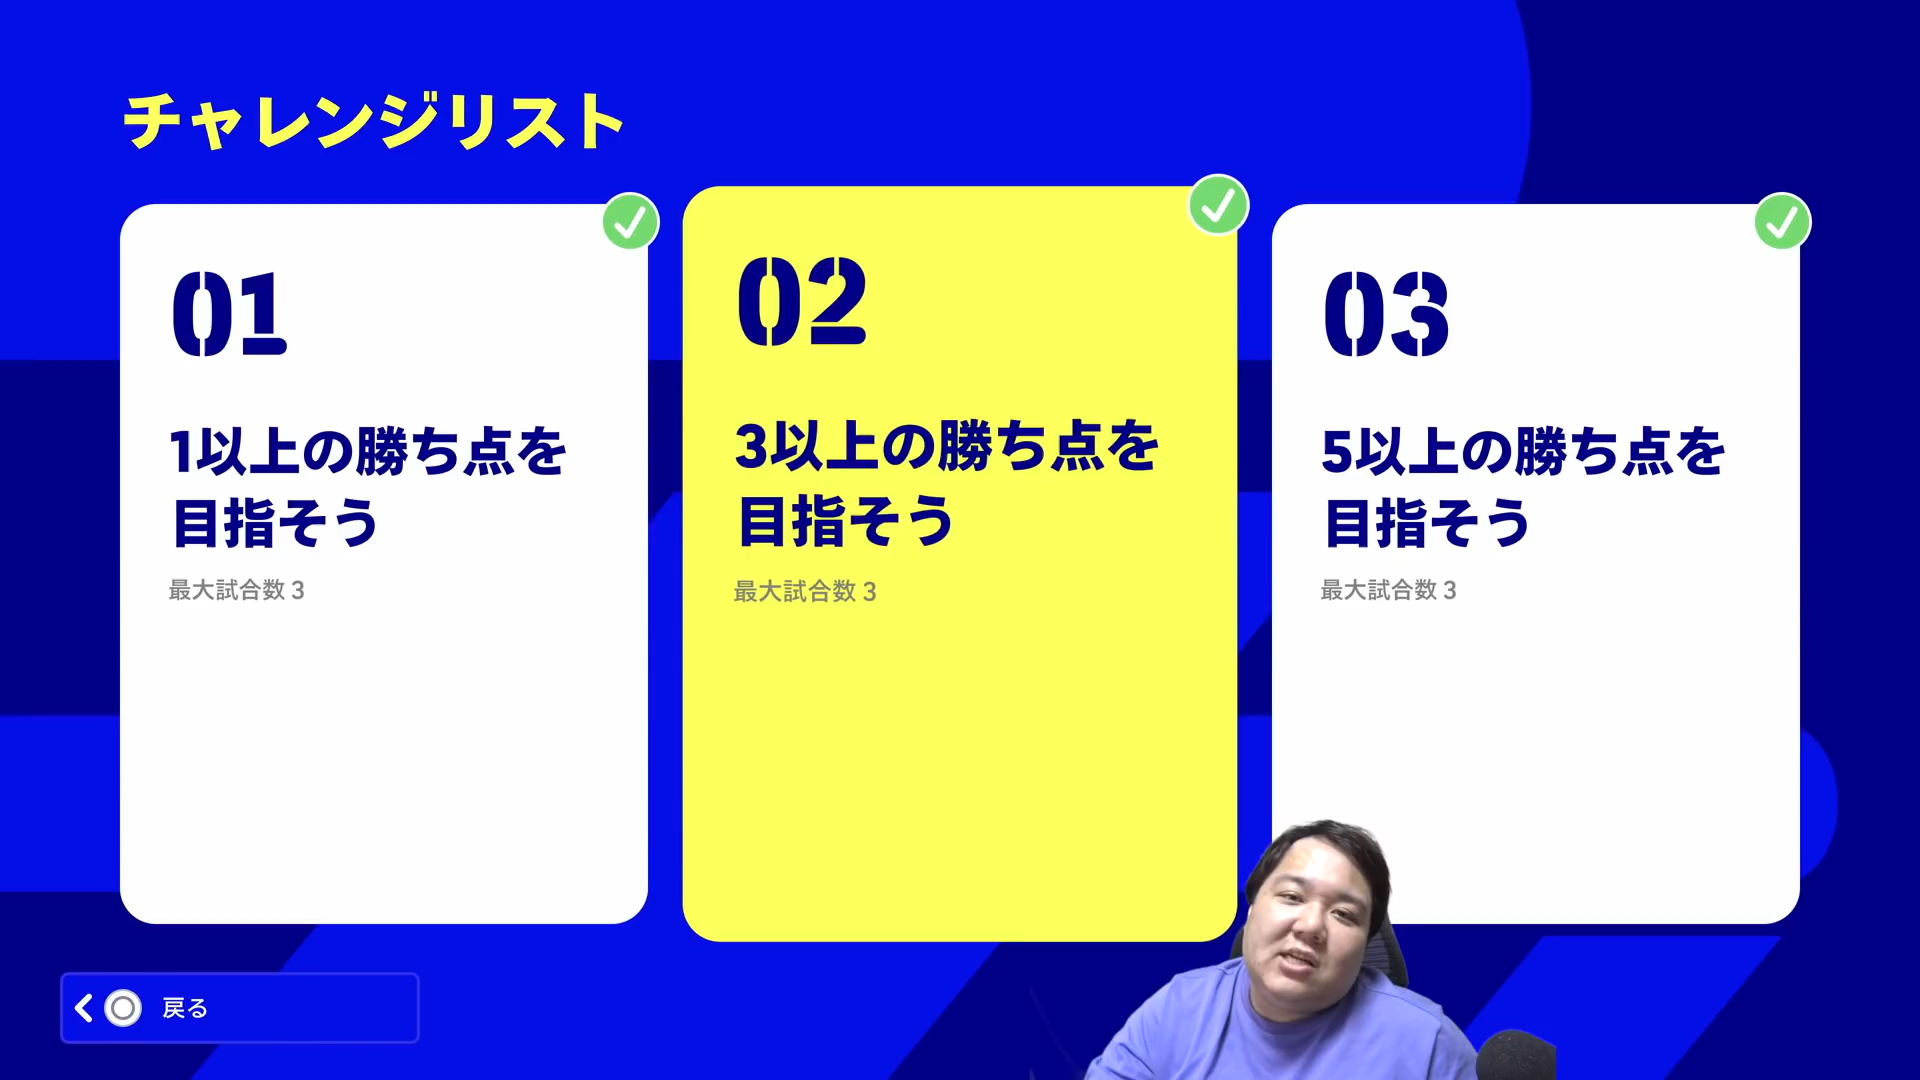 チャレンジリスト
01
1以上の勝ち点を
目指そう
最大試合数 3
02
3以上の勝ち点を
目指そう
最大試合数 3
03
5以上の勝ち点を
目指そう
最大試合数 3
戻る